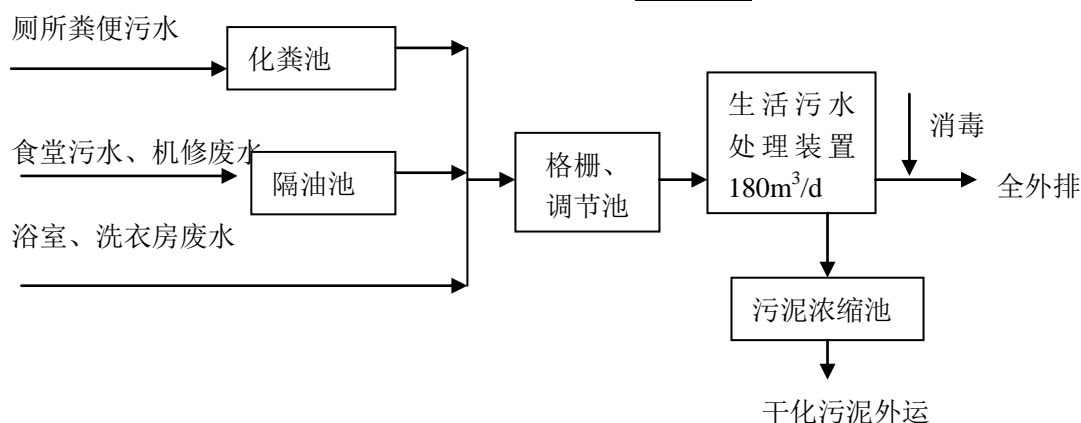 厕所粪便污水
化粪池
食堂污水、机修废水
隔油池
浴室、洗衣房废水
格栅、
调节池
生活污水
处理装置
180m³/d
消毒
全外排
污泥浓缩池
干化污泥外运